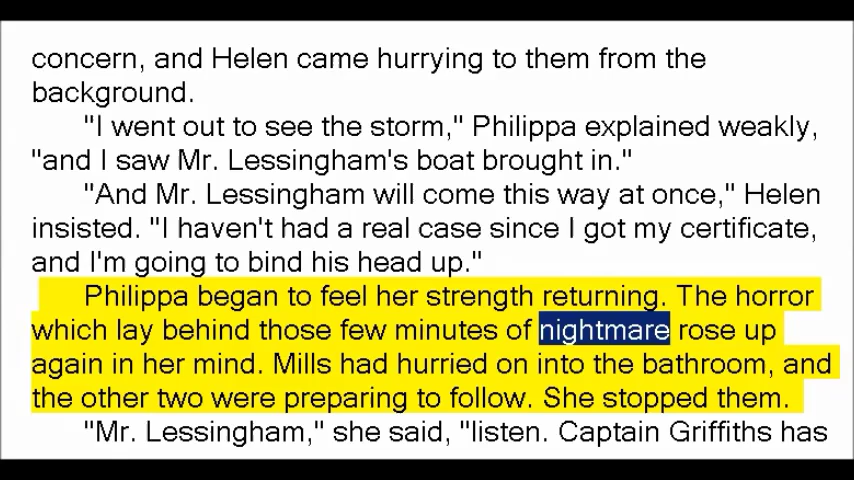 concern, and Helen came hurrying to them from the
background.
"I went out to see the storm," Philippa explained weakly,
"and I saw Mr. Lessingham's boat brought in."
"And Mr. Lessingham will come this way at once," Helen
insisted. "I haven't had a real case since I got my certificate,
and I'm going to bind his head up."
Philippa began to feel her strength returning. The horror
which lay behind those few minutes of nightmare rose up
again in her mind. Mills had hurried on into the bathroom, and
the other two were preparing to follow. She stopped them.
"Mr. Lessingham," she said, "listen. Captain Griffiths has